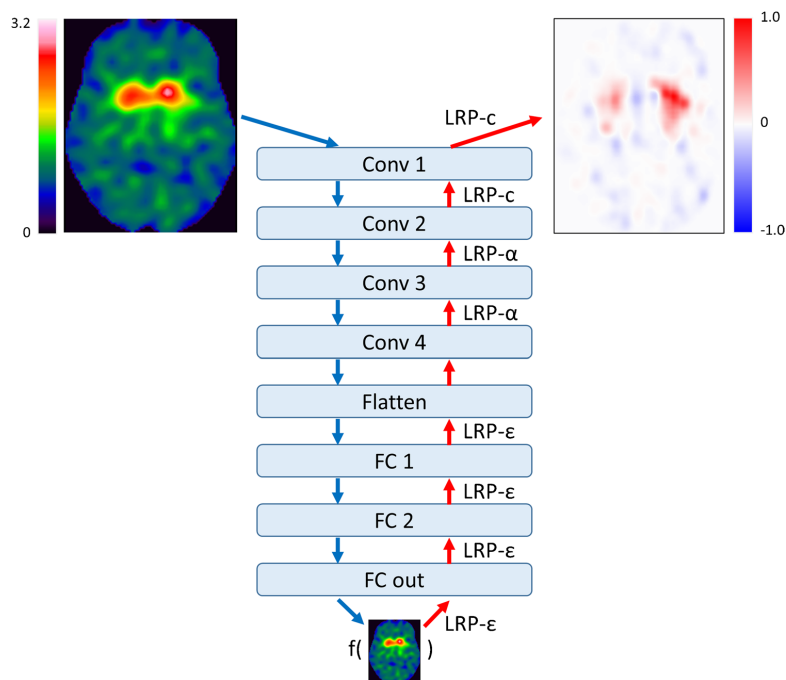 3.2
0
1.0
0
-1.0
LRP-c
Conv 1
LRP-c
Conv 2
LRP-α
Conv 3
LRP-α
Conv 4
Flatten
LRP-ε
FC 1
LRP-ε
FC 2
LRP-ε
FC out
LRP-ε
f( )